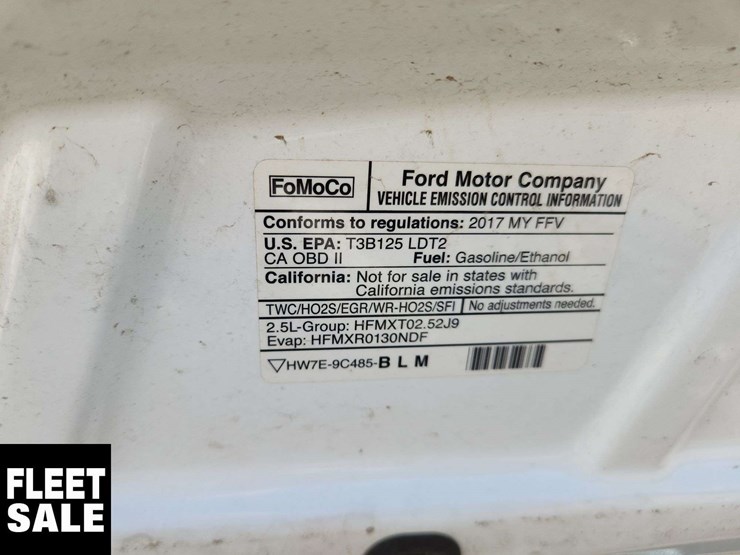 FoMoCo
Ford Motor Company
VEHICLE EMISSION CONTROL INFORMATION
Conforms to regulations: 2017 MY FFV
U.S. EPA: T3B125 LDT2
CA OBD II Fuel: Gasoline/Ethanol
California: Not for sale in states with
California emissions standards.
TWC/HO2S/EGR/WR-HO2S/SFI No adjustments needed.
2.5L-Group: HFMXT02.52J9
Evap: HFMXR0130NDF
HW7E-9C485-BLM
FLEET
SALE